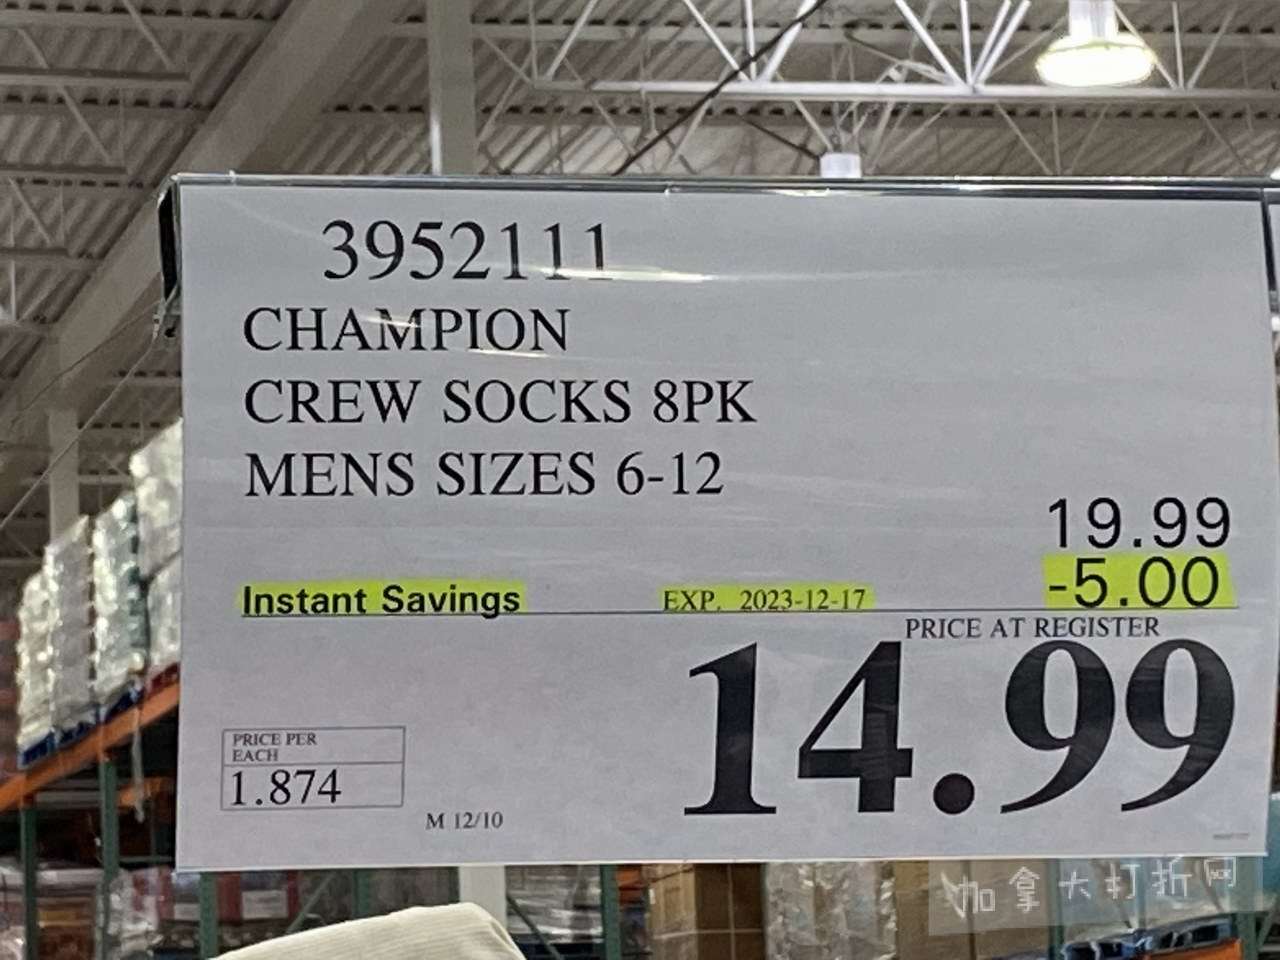 3952111
CHAMPION
CREW SOCKS 8PK
MENS SIZES 6-12
19.99
Instant Savings EXP. 2023-12-17 -5.00
PRICE AT REGISTER
14.99
PRICE PER
EACH
1.874
M 12/10
加拿大打折网